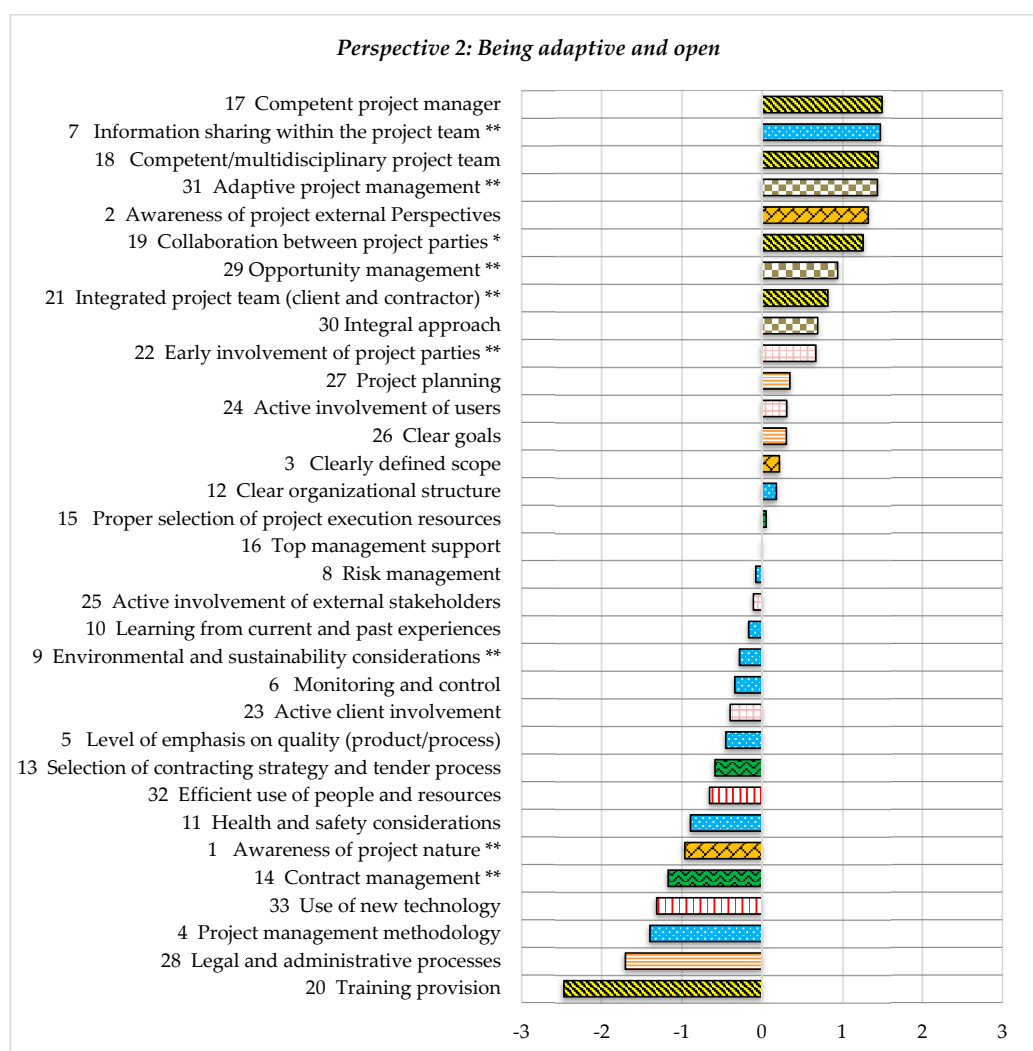 Perspective 2: Being adaptive and open
17 Competent project manager
7 Information sharing within the project team **
18 Competent/multidisciplinary project team
31 Adaptive project management **
2 Awareness of project external Perspectives
19 Collaboration between project parties *
29 Opportunity management **
21 Integrated project team (client and contractor) **
30 Integral approach
22 Early involvement of project parties **
27 Project planning
24 Active involvement of users
26 Clear goals
3 Clearly defined scope
12 Clear organizational structure
15 Proper selection of project execution resources
16 Top management support
8 Risk management
25 Active involvement of external stakeholders
10 Learning from current and past experiences
9 Environmental and sustainability considerations **
6 Monitoring and control
23 Active client involvement
5 Level of emphasis on quality (product/process)
13 Selection of contracting strategy and tender process
32 Efficient use of people and resources
11 Health and safety considerations
1 Awareness of project nature **
14 Contract management **
33 Use of new technology
4 Project management methodology
28 Legal and administrative processes
20 Training provision
-3 -2 -1 0 1 2 3